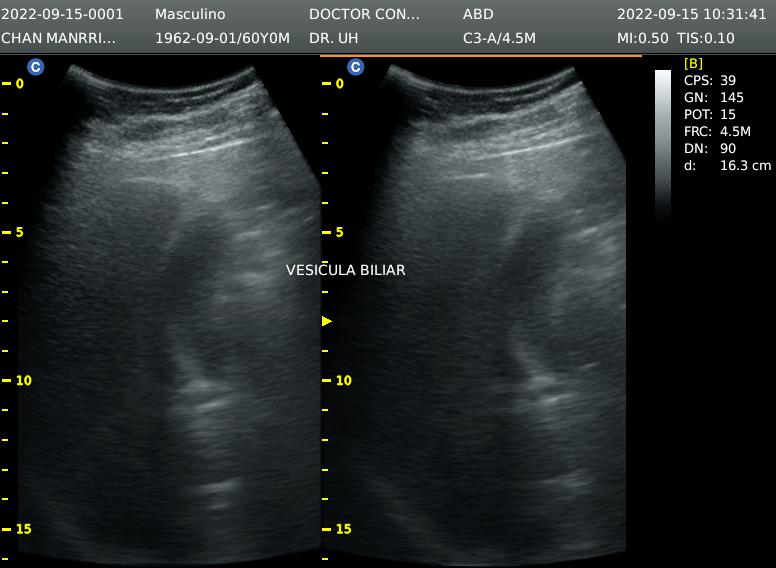 2022-09-15-0001 Masculino DOCTOR CON... ABD 2022-09-15 10:31:41
CHAN MANRRI... 1962-09-01/60Y0M DR. UH C3-A/4.5M MI:0.50 TIS:0.10
C C
[B]
CPS: 39
GN: 145
POT: 15
FRC: 4.5M
DN: 90
d: 16.3 cm
0 0
5 5
VESICULA BILIAR
10 10
15 15